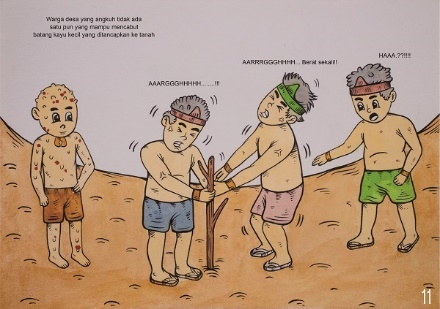 Warga desa yang angkuh tidak ada
satu pun yang mampu mencabut
batang kayu kecil yang ditancapkan ke tanah
AAARGGGHHHHH........!!!
AARRRGGGHHHH... Berat sekali!!
HAAA.??!!!!
11